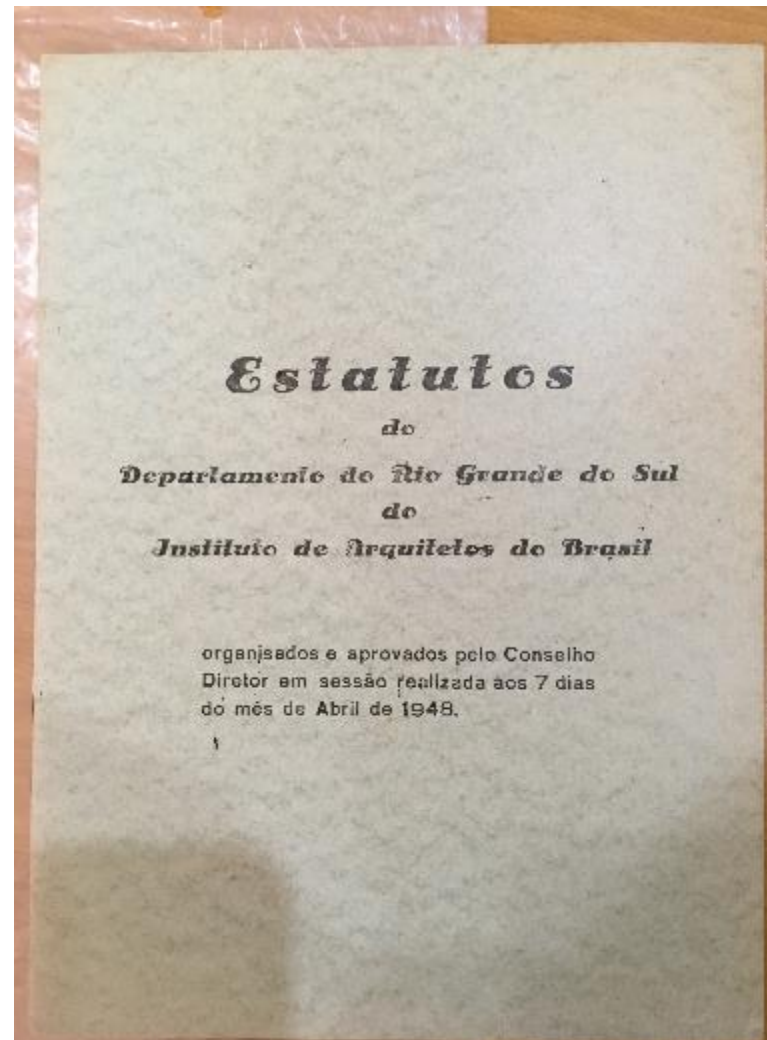 Estatutos
do
Departamento do Rio Grande do Sul
do
Instituto de Arquitetos do Brasil
organisados e aprovados pelo Conselho
Diretor em sessão realizada aos 7 dias
do mês de Abril de 1948.